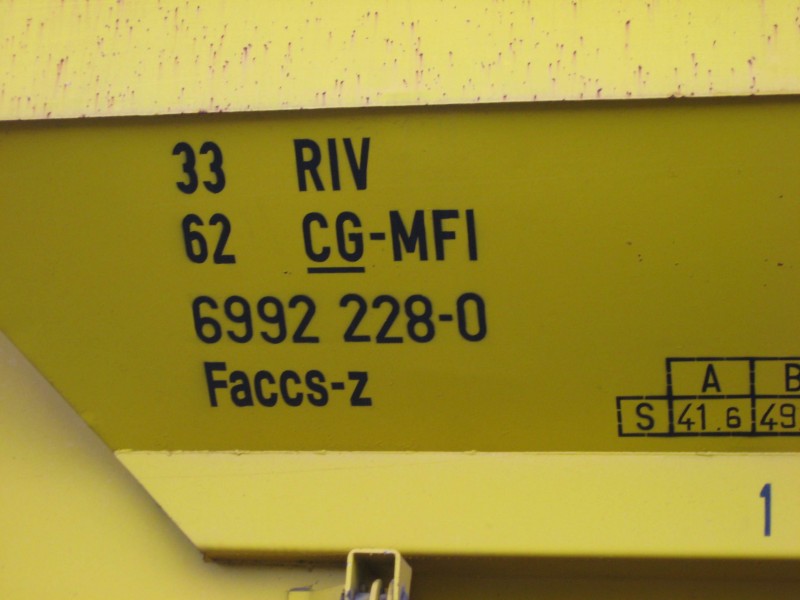 33 RIV
62 CG-MFI
6992 228-0
Faccs-z
A B
S 41.6 49
1